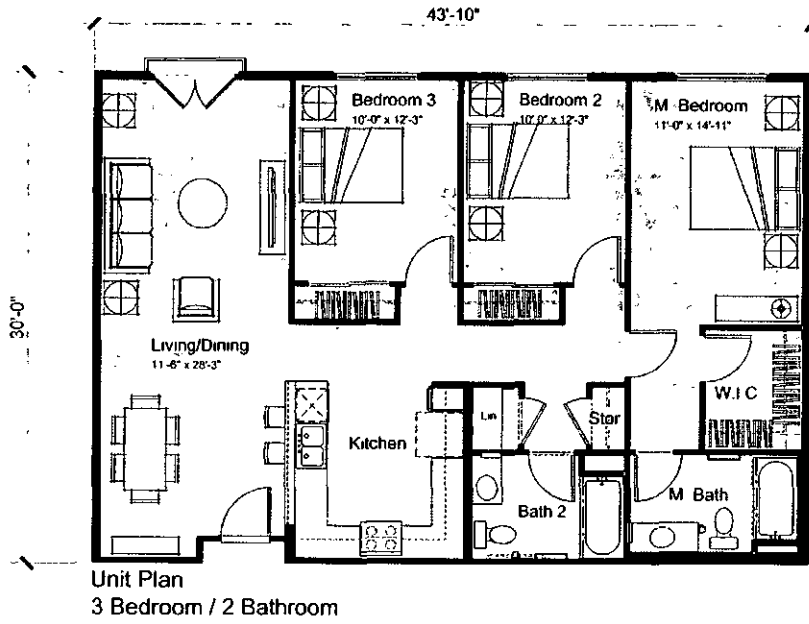 43'-10"
30'-0"
Bedroom 3
10'-0" x 12'-3"
Bedroom 2
10' 0" x 12'-3"
M Bedroom
11'-0" x 14'-11"
Living/Dining
11 -6" x 28'-3"
Kitchen
Lin
Stor
W.I C
Bath 2
M Bath
Unit Plan
3 Bedroom / 2 Bathroom